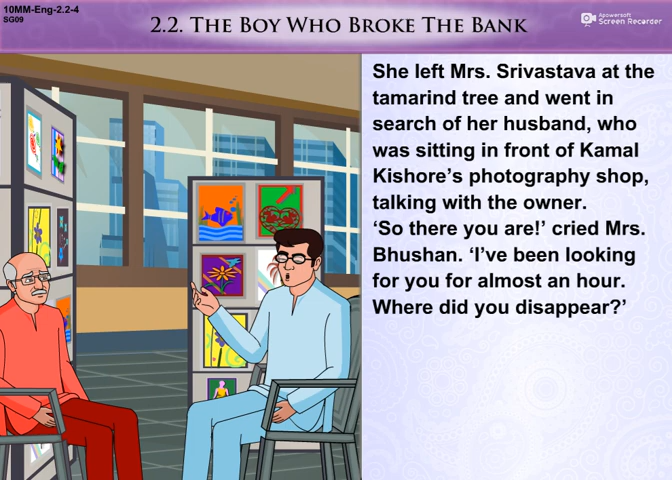 10MM-Eng-2.2-4
SG09
2.2. The Boy Who Broke The Bank
Apowersoft
Screen Recorder
She left Mrs. Srivastava at the
tamarind tree and went in
search of her husband, who
was sitting in front of Kamal
Kishore’s photography shop,
talking with the owner.
‘So there you are!’ cried Mrs.
Bhushan. ‘I’ve been looking
for you for almost an hour.
Where did you disappear?’